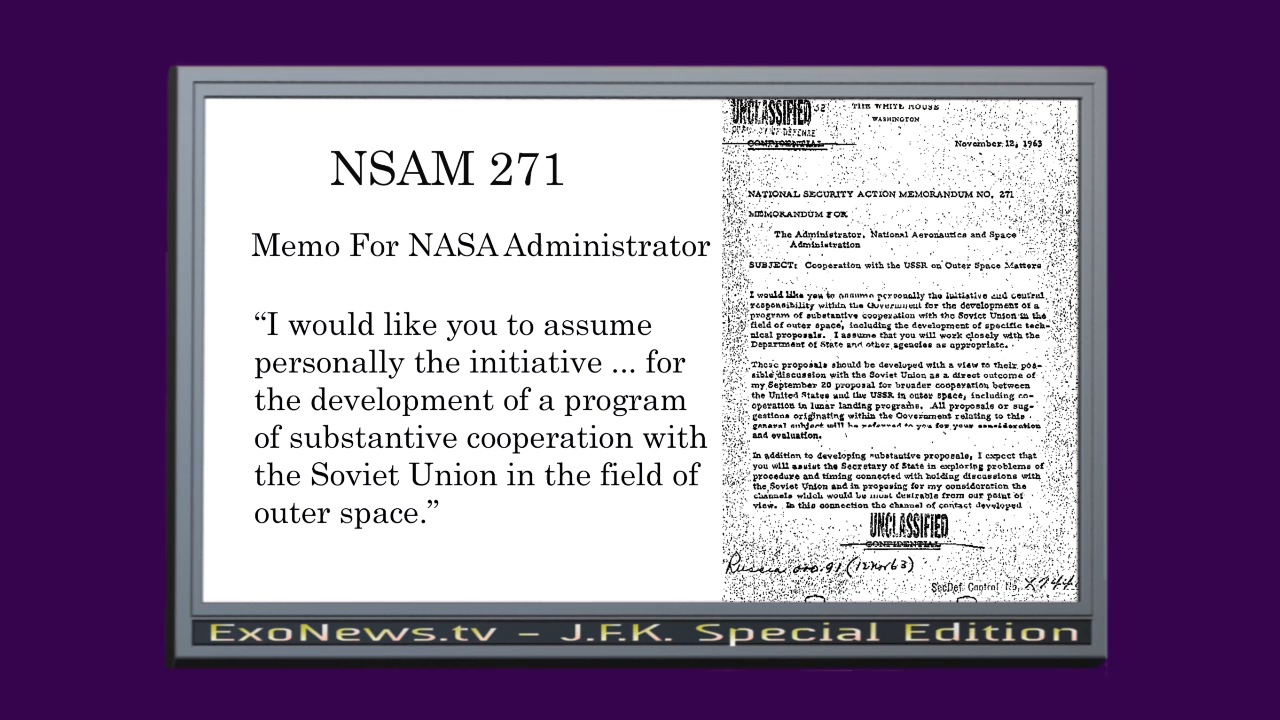 NSAM 271
Memo For NASA Administrator
“I would like you to assume
personally the initiative ... for
the development of a program
of substantive cooperation with
the Soviet Union in the field of
outer space.”
UNCLASSIFIED
THE WHITE HOUSE
WASHINGTON
CONFIDENTIAL
November 12, 1963
NATIONAL SECURITY ACTION MEMORANDUM NO. 271
MEMORANDUM FOR
The Administrator, National Aeronautics and Space
Administration
SUBJECT: Cooperation with the USSR on Outer Space Matters
I would like you to assume personally the initiative and central
responsibility within the Government for the development of a
program of substantive cooperation with the Soviet Union in the
field of outer space, including the development of specific tech-
nical proposals. I assume that you will work closely with the
Department of State and other agencies as appropriate.
These proposals should be developed with a view to their pos-
sible discussion with the Soviet Union as a direct outcome of
my September 20 proposal for broader cooperation between
the United States and the USSR in outer space, including co-
operation in lunar landing programs. All proposals or sug-
gestions originating within the Government relating to this
general subject will be referred to you for your consideration
and evaluation.
In addition to developing substantive proposals, I expect that
you will assist the Secretary of State in exploring problems of
procedure and timing connected with holding discussions with
the Soviet Union and in proposing for my consideration the
channels which would be most desirable from our point of
view. In this connection the channel of contact developed
UNCLASSIFIED
CONFIDENTIAL
Russia 000.91 (12 Nov 63)
SecDef Control No.
ExoNews.tv – J.F.K. Special Edition